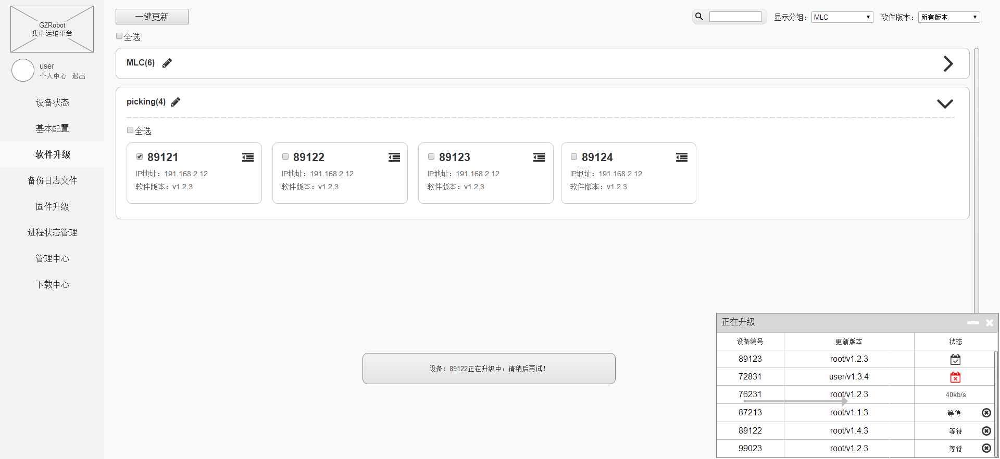 GZRobot
集中运维平台
user
个人中心 退出
设备状态
基本配置
软件升级
备份日志文件
固件升级
进程状态管理
管理中心
下载中心
一键更新
显示分组： MLC
软件版本： 所有版本
全选
MLC(6)
picking(4)
全选
89121
IP地址：191.168.2.12
软件版本：v1.2.3
89122
IP地址：191.168.2.12
软件版本：v1.2.3
89123
IP地址：191.168.2.12
软件版本：v1.2.3
89124
IP地址：191.168.2.12
软件版本：v1.2.3
设备：89122正在升级中，请稍后再试！
正在升级
设备编号 更新版本 状态
89123 root/v1.2.3
72831 user/v1.3.4
76231 root/v1.2.3 40kb/s
87213 root/v1.1.3 等待
89122 root/v1.4.3 等待
99023 root/v1.2.3 等待